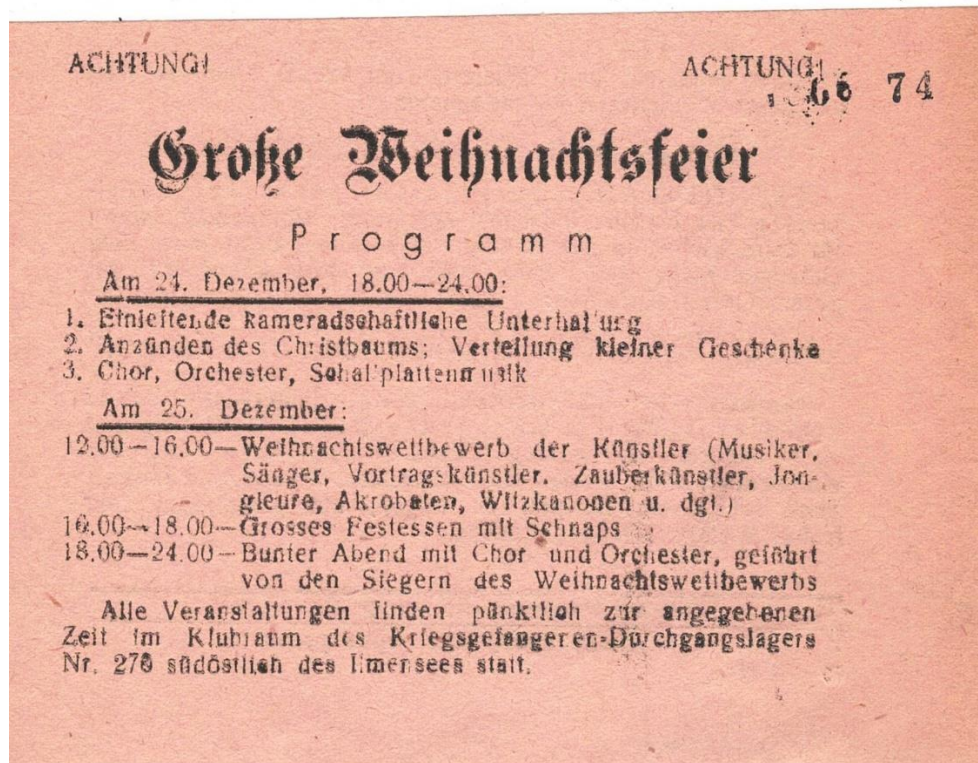 ACHTUNG! ACHTUNG!
74
Große Weihnachtsfeier
Programm
Am 24. Dezember, 18.00—24.00:
1. Einleitende kameradschaftliche Unterhaltung
2. Anzünden des Christbaums; Verteilung kleiner Geschenke
3. Chor, Orchester, Schallplattenmusik
Am 25. Dezember:
12.00—16.00—Weihnachtswettbewerb der Künstler (Musiker,
Sänger, Vortragskünstler, Zauberkünstler, Jon-
gleure, Akrobaten, Witzkanonen u. dgl.)
16.00—18.00—Grosses Festessen mit Schnaps
18.00—24.00—Bunter Abend mit Chor und Orchester, geführt
von den Siegern des Weihnachtswettbewerbs
Alle Veranstaltungen finden pünktlich zur angegebenen
Zeit im Klubraum des Kriegsgefangenen-Durchgangslagers
Nr. 270 südöstlich des Ilmensees statt.